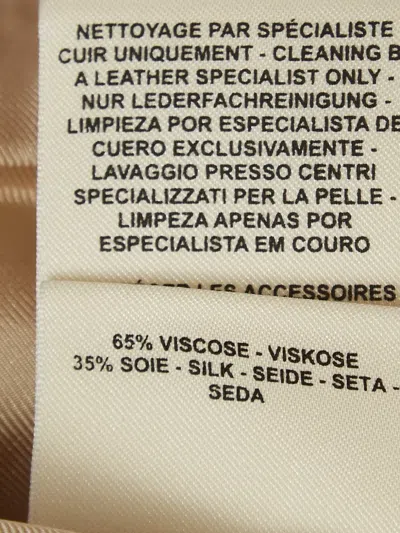 NETTOYAGE PAR SPÉCIALISTE
CUIR UNIQUEMENT - CLEANING B
A LEATHER SPECIALIST ONLY -
NUR LEDERFACHREINIGUNG -
LIMPIEZA POR ESPECIALISTA DE
CUERO EXCLUSIVAMENTE -
LAVAGGIO PRESSO CENTRI
SPECIALIZZATI PER LA PELLE -
LIMPEZA APENAS POR
ESPECIALISTA EM COURO
LES ACCESSOIRES
65% VISCOSE - VISKOSE
35% SOIE - SILK - SEIDE - SETA -
SEDA